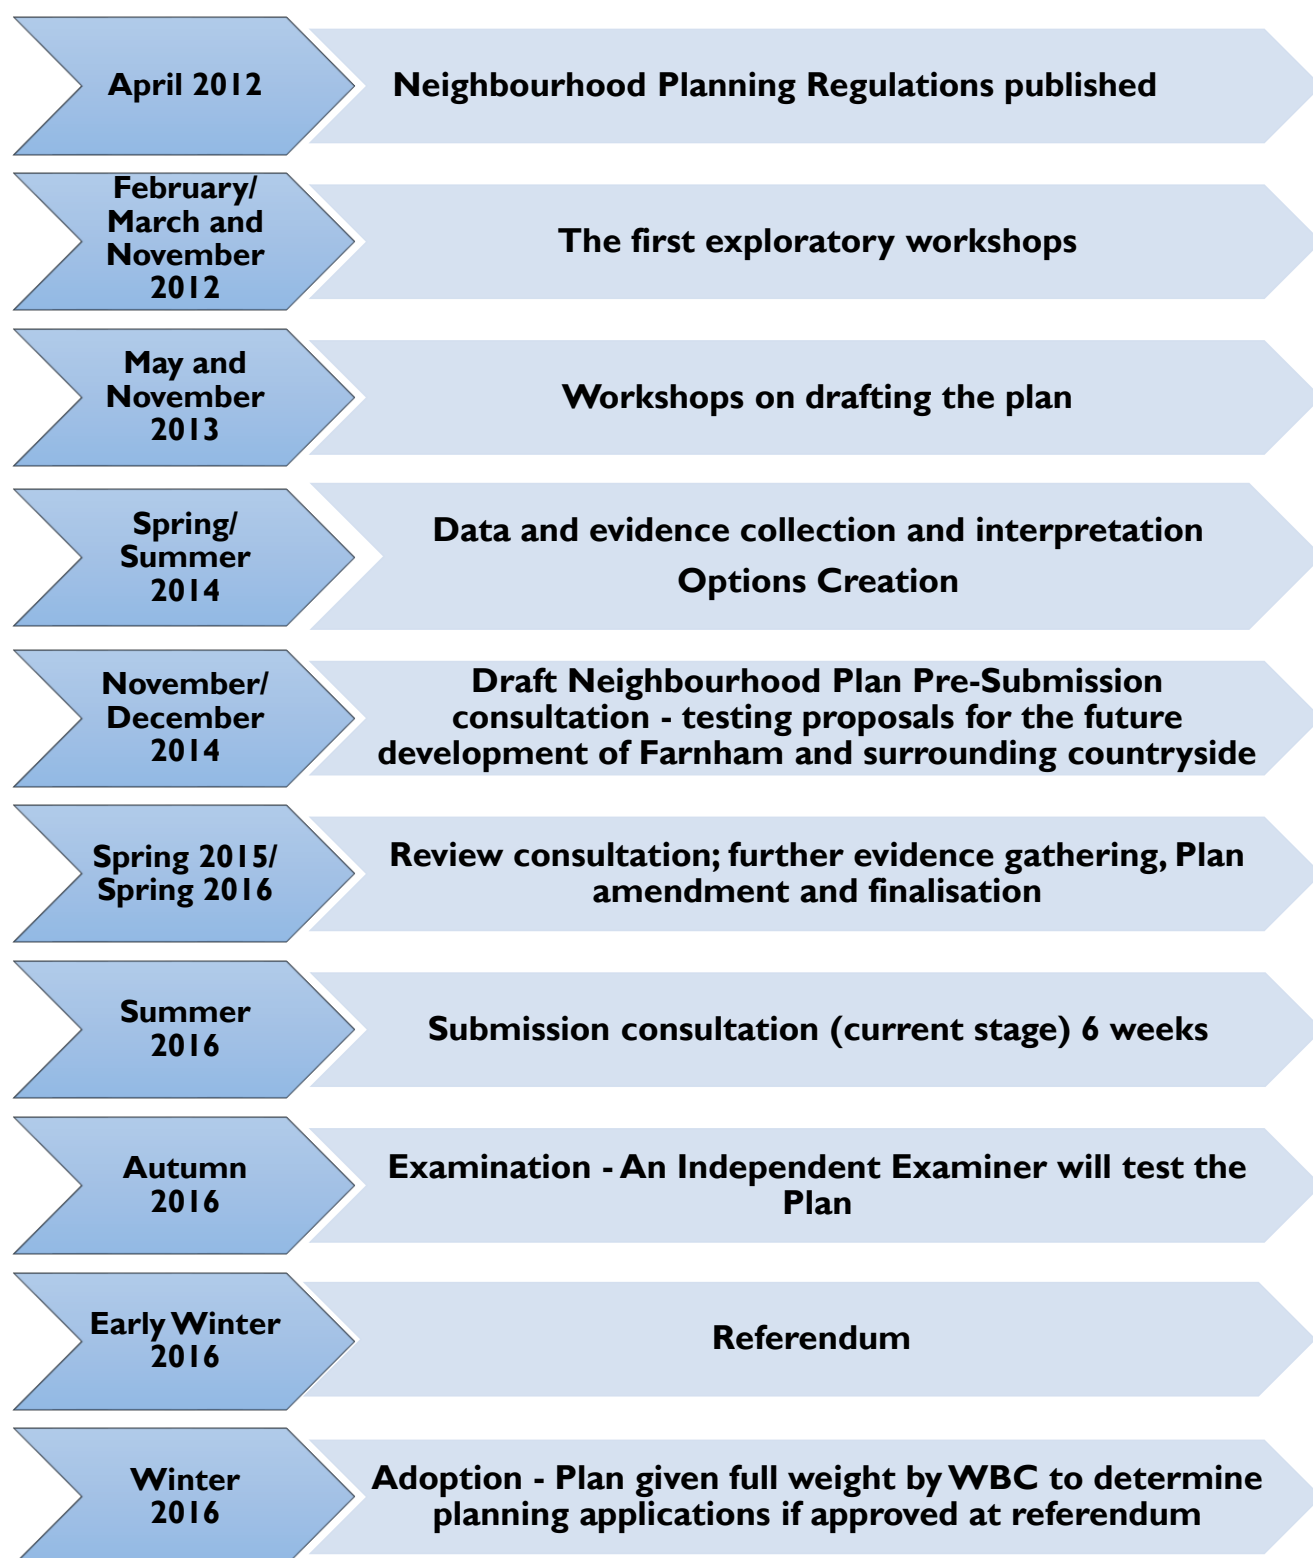 April 2012
Neighbourhood Planning Regulations published
February/
March and
November
2012
The first exploratory workshops
May and
November
2013
Workshops on drafting the plan
Spring/
Summer
2014
Data and evidence collection and interpretation
Options Creation
November/
December
2014
Draft Neighbourhood Plan Pre-Submission
consultation - testing proposals for the future
development of Farnham and surrounding countryside
Spring 2015/
Spring 2016
Review consultation; further evidence gathering, Plan
amendment and finalisation
Summer
2016
Submission consultation (current stage) 6 weeks
Autumn
2016
Examination - An Independent Examiner will test the
Plan
Early Winter
2016
Referendum
Winter
2016
Adoption - Plan given full weight by WBC to determine
planning applications if approved at referendum